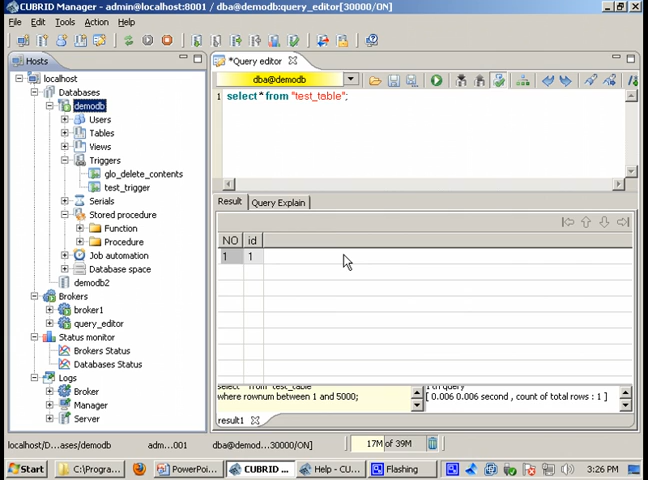 CUBRID Manager - admin@localhost:8001 / dba@demodb:query_editor[30000/ON]
File Edit Tools Action Help
Hosts
localhost
Databases
demodb
Users
Tables
Views
Triggers
glo_delete_contents
test_trigger
Serials
Stored procedure
Function
Procedure
Job automation
Database space
demodb2
Brokers
broker1
query_editor
Status monitor
Brokers Status
Databases Status
Logs
Broker
Manager
Server
*Query editor
dba@demodb
1 select * from "test_table";
Result Query Explain
NO id
1 1
select * from "test_table"
where rownum between 1 and 5000;
[ 0.006 0.006 second , count of total rows : 1 ]
result1
localhost/D...ases/demodb adm...001 dba@demod...30000/ON] 17M of 39M
Start C:\Progra... PowerPoi... CUBRID ... Help - CU... Flashing 3:26 PM